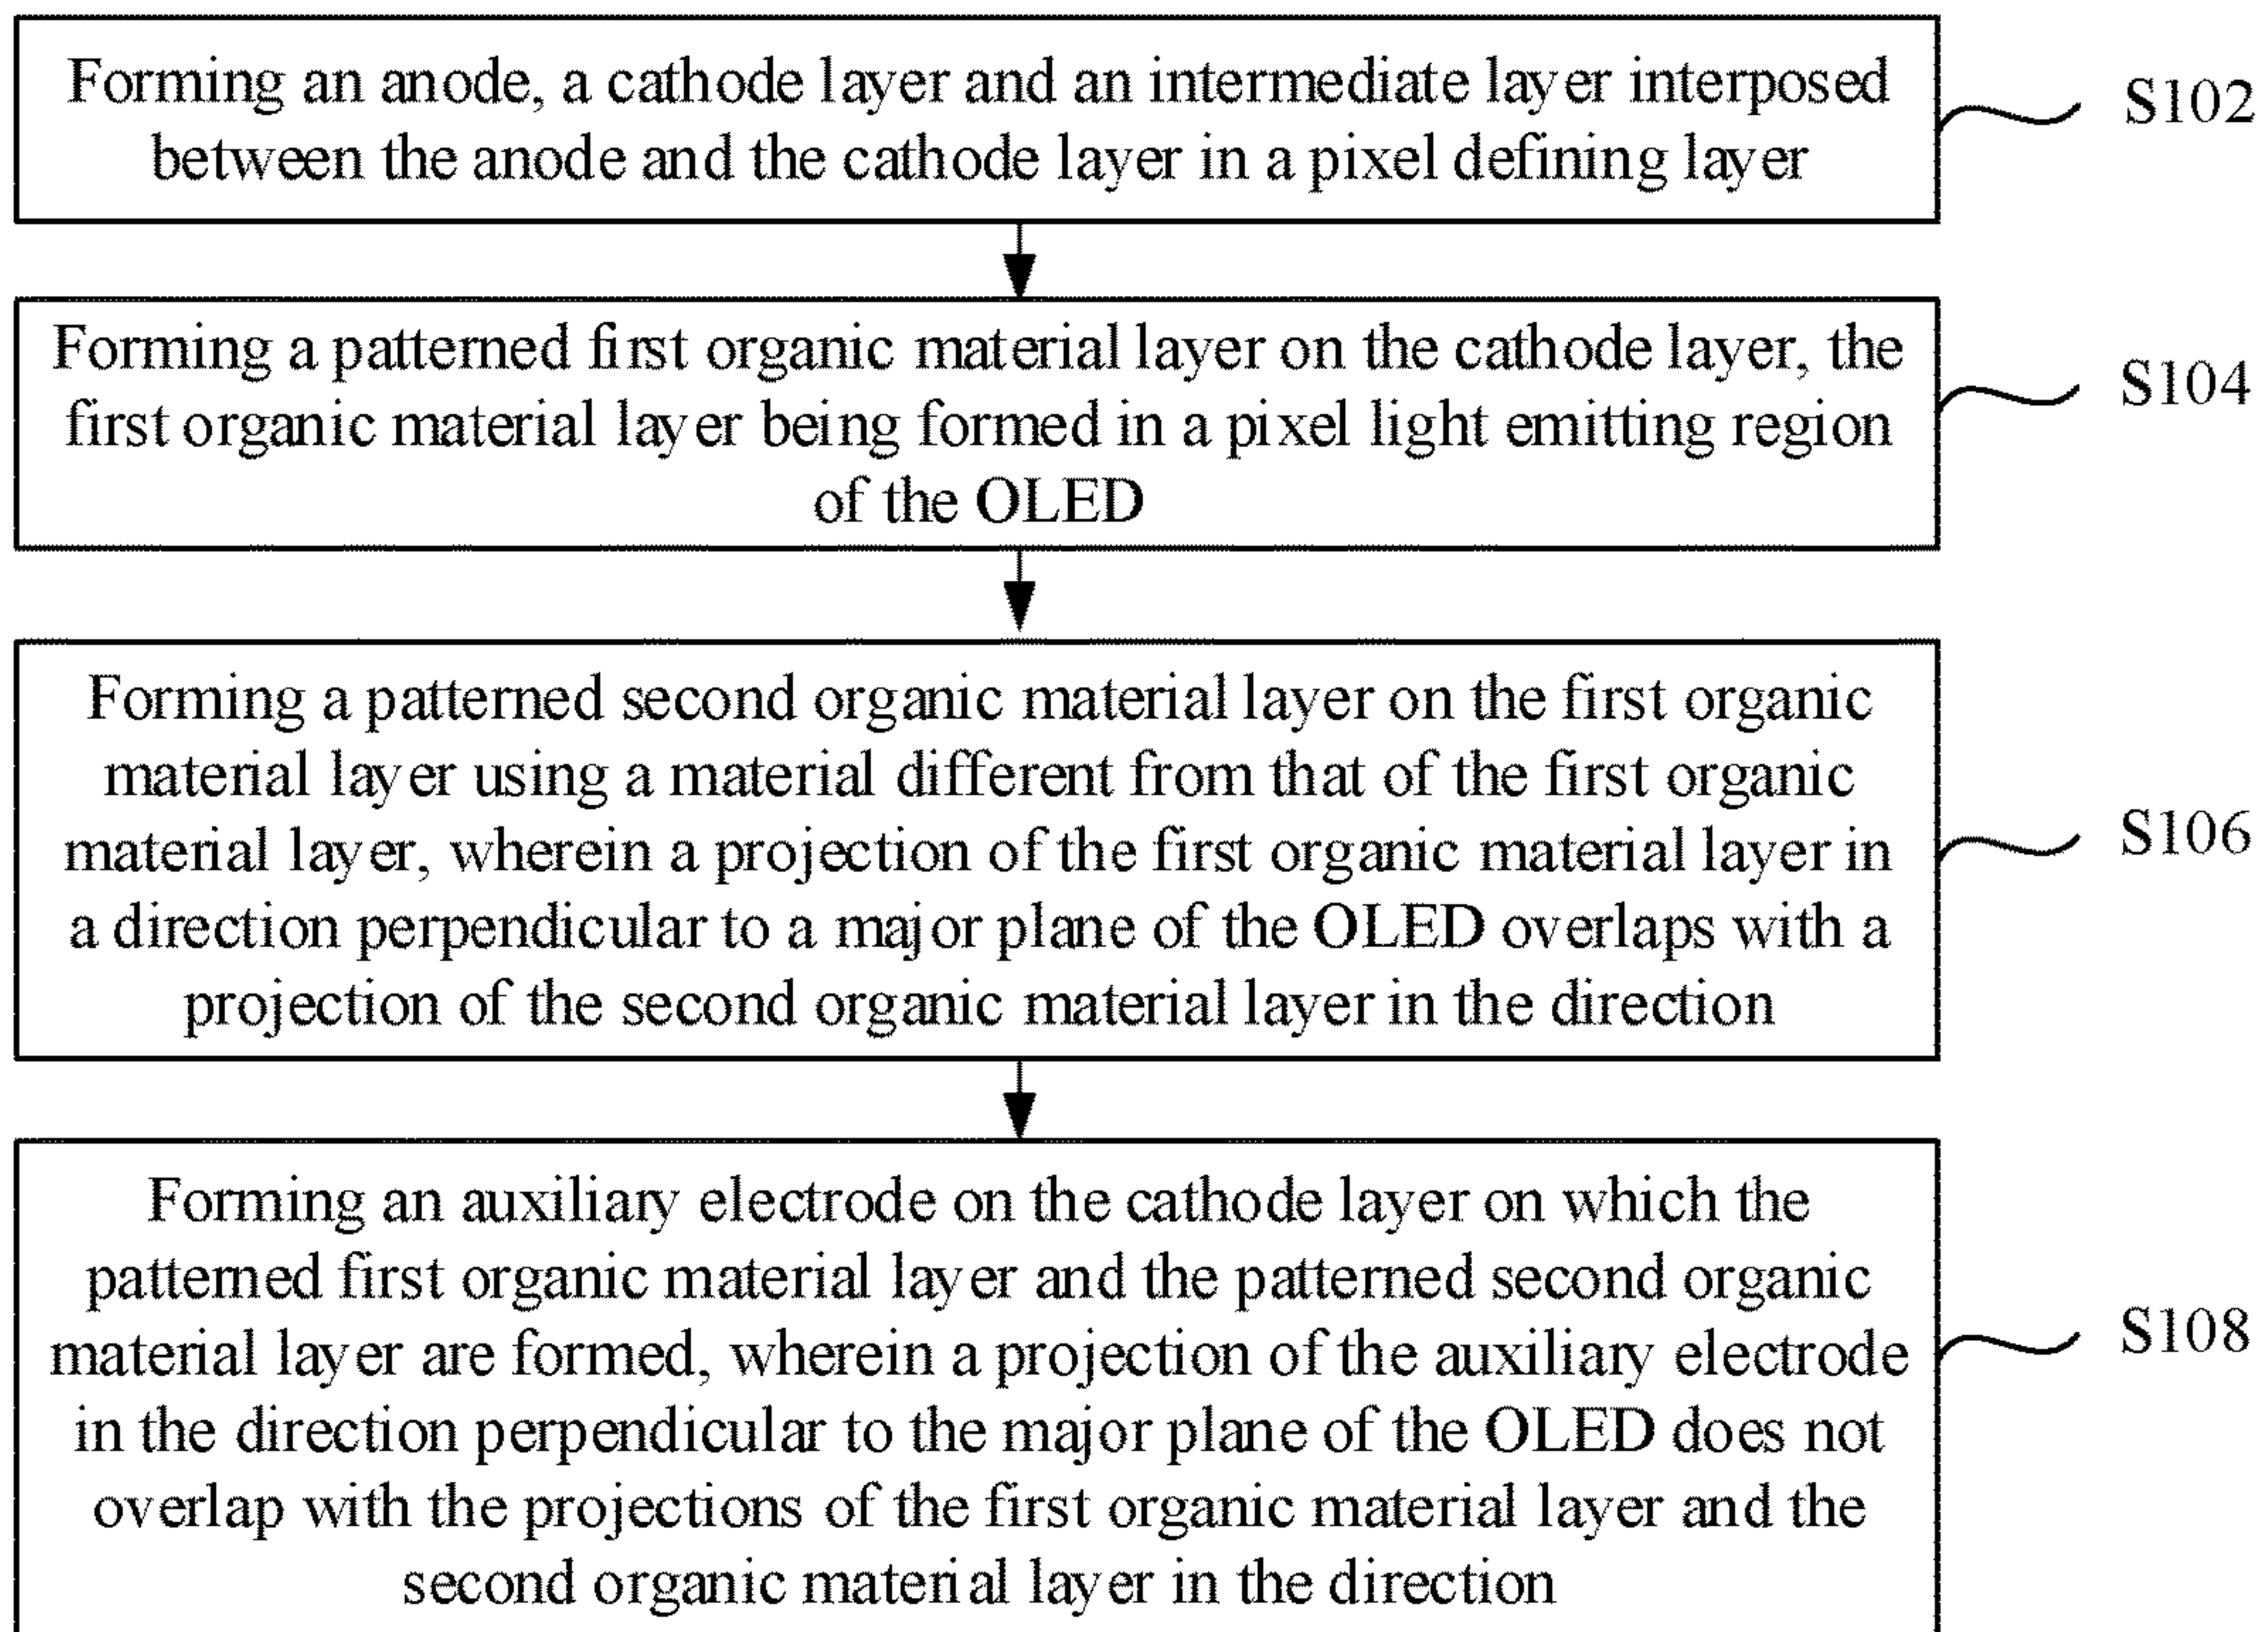 Forming an anode, a cathode layer and an intermediate layer interposed
between the anode and the cathode layer in a pixel defining layer
S102
Forming a patterned first organic material layer on the cathode layer, the
first organic material layer being formed in a pixel light emitting region
of the OLED
S104
Forming a patterned second organic material layer on the first organic
material layer using a material different from that of the first organic
material layer, wherein a projection of the first organic material layer in
a direction perpendicular to a major plane of the OLED overlaps with a
projection of the second organic material layer in the direction
S106
Forming an auxiliary electrode on the cathode layer on which the
patterned first organic material layer and the patterned second organic
material layer are formed, wherein a projection of the auxiliary electrode
in the direction perpendicular to the major plane of the OLED does not
overlap with the projections of the first organic material layer and the
second organic material layer in the direction
S108